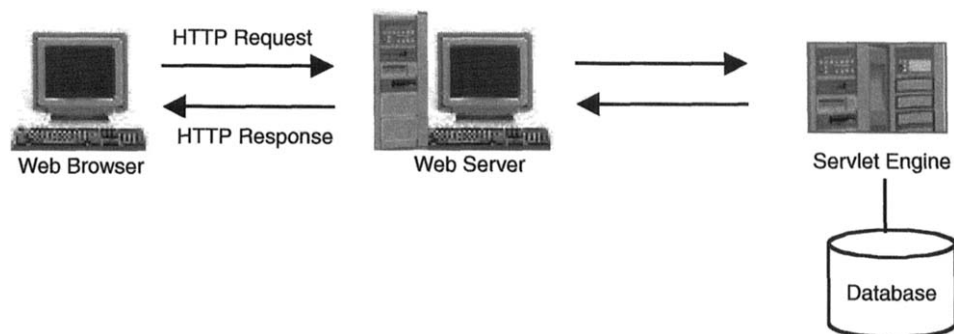 HTTP Request
HTTP Response
Web Browser
Web Server
Servlet Engine
Database